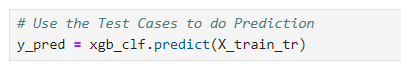 # Use the Test Cases to do Prediction
y_pred = xgb_clf.predict(X_train_tr)